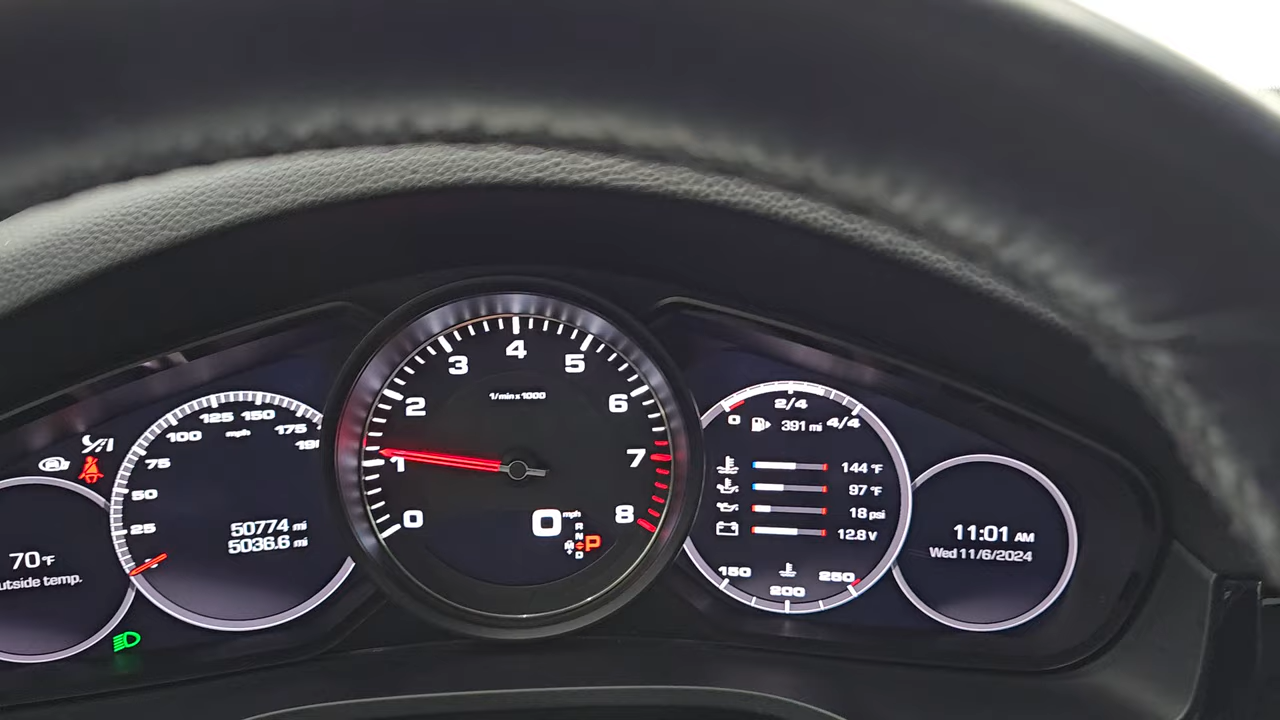 70°F
utside temp.
25
50
75
100
125
150
175
mph
50774 mi
5036.6 mi
0
1
2
3
4
5
6
7
8
1/min x 1000
0 mph
R
N
D
P
0
2/4
4/4
391 mi
144 °F
97 °F
18 psi
12.8 V
150
200
250
11:01 AM
Wed 11/6/2024